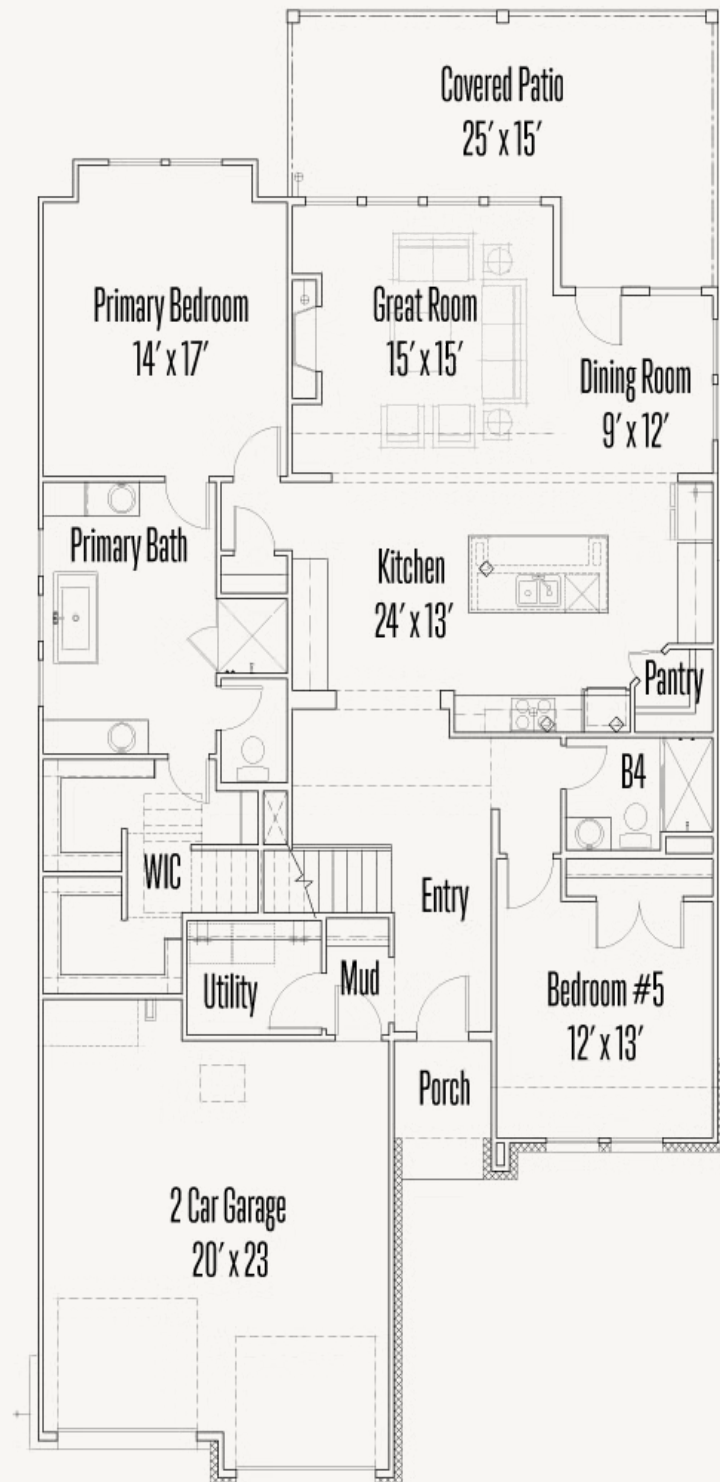 Covered Patio
25' x 15'
Primary Bedroom
14' x 17'
Great Room
15' x 15'
Dining Room
9' x 12'
Primary Bath
Kitchen
24' x 13'
Pantry
B4
WIC
Entry
Utility
Mud
Bedroom #5
12' x 13'
Porch
2 Car Garage
20' x 23